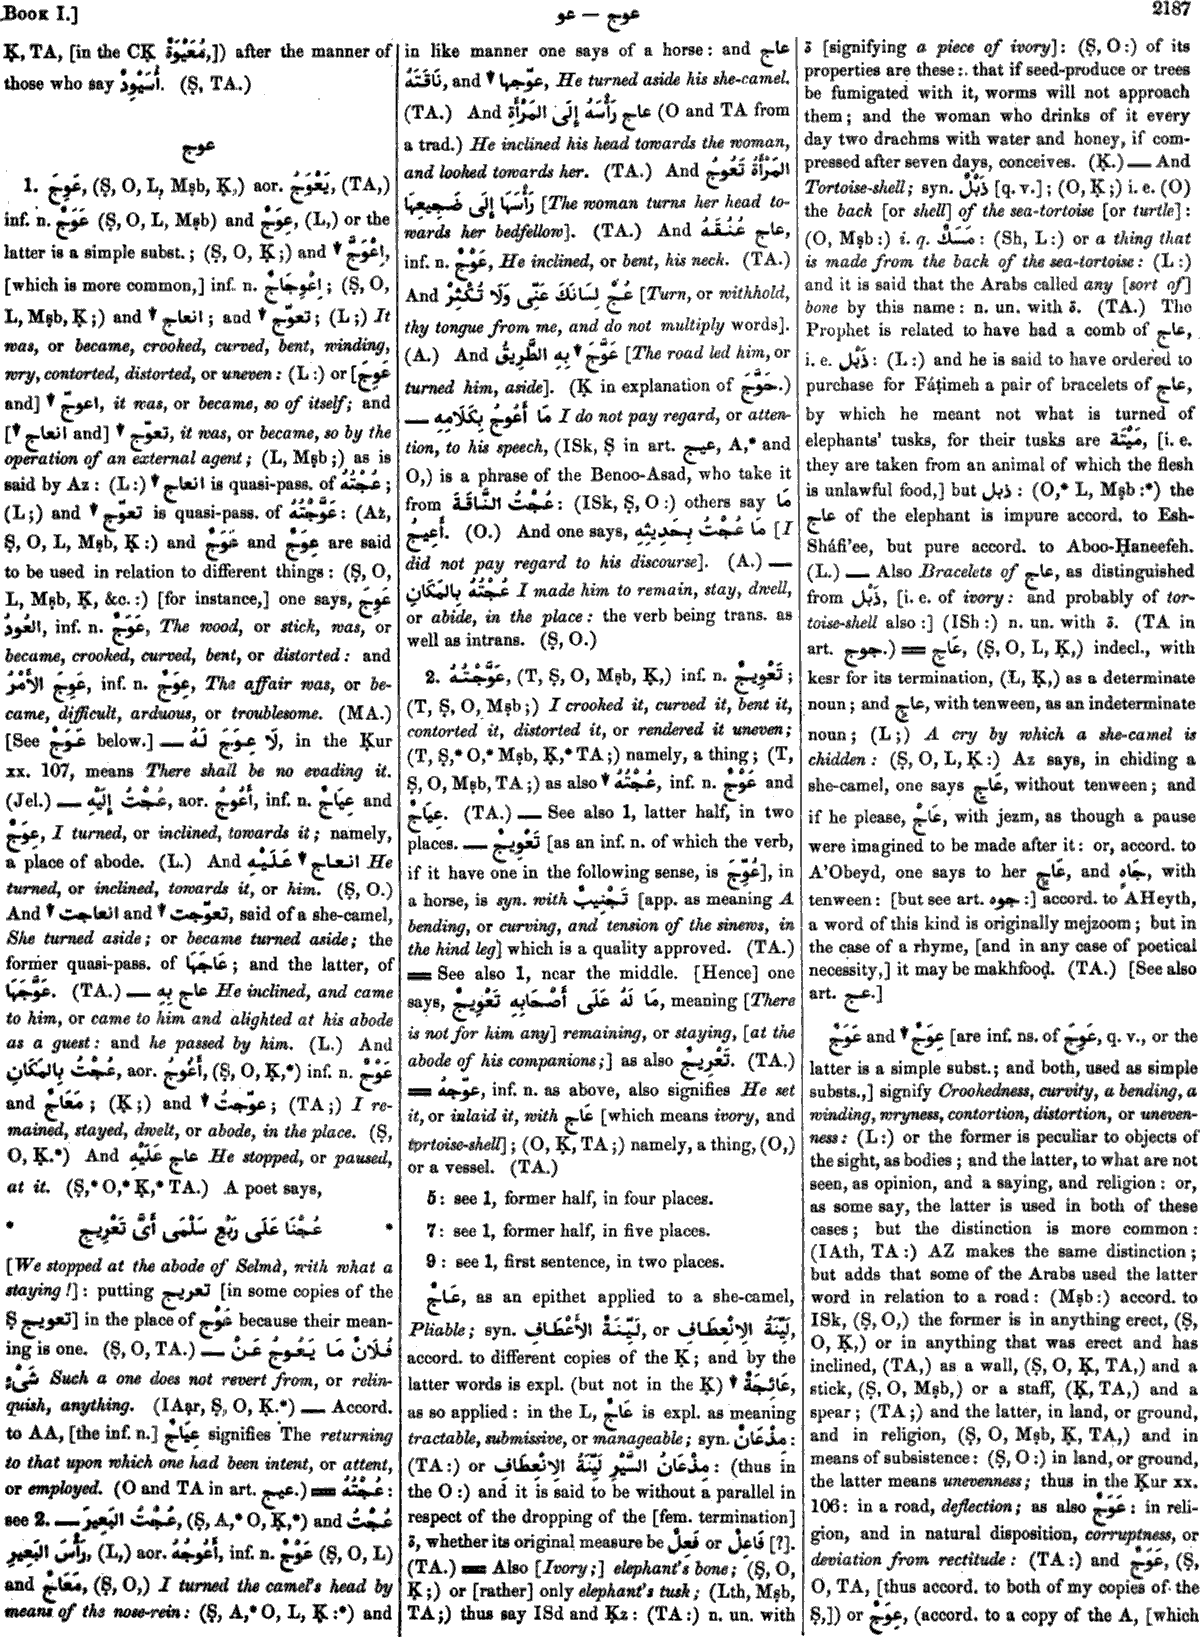 Book I.]
عوج — عو
2187
Ḳ, TA, [in the CḲ مُعَيْوَةٌ,]) after the manner of
those who say أُسَيْوِدٌ. (Ṣ, TA.)
عوج
1. عَوِجَ, (Ṣ, O, L, Mṣb, Ḳ,) aor. يَعْوَجُ, (TA,)
inf. n. عَوَجٌ (Ṣ, O, L, Mṣb) and عِوَجٌ, (L,) or the
latter is a simple subst.; (Ṣ, O, Ḳ;) and ↓ اِعْوَجَّ,
[which is more common,] inf. n. اِعْوِجَاجٌ; (Ṣ, O,
L, Mṣb, Ḳ;) and ↓ انعاج; and ↓ تعوّج; (L;) It
was, or became, crooked, curved, bent, winding,
wry, contorted, distorted, or uneven: (L:) or [عَوِجَ
and] ↓ اعوجّ, it was, or became, so of itself; and
[↓ انعاج and] ↓ تعوّج, it was, or became, so by the
operation of an external agent; (L, Mṣb;) as is
said by Az: (L:) ↓ انعاج is quasi-pass. of عُجْتُهُ;
(L;) and ↓ تعوّج is quasi-pass. of عَوَّجْتُهُ: (Az,
Ṣ, O, L, Mṣb, Ḳ:) and عَوَجٌ and عِوَجٌ are said
to be used in relation to different things: (Ṣ, O,
L, Mṣb, Ḳ, &c.:) [for instance,] one says, عَوِجَ
العُودُ, inf. n. عَوَجٌ, The wood, or stick, was, or
became, crooked, curved, bent, or distorted: and
عَوِجَ الأَمْرُ, inf. n. عِوَجٌ, The affair was, or be-
came, difficult, arduous, or troublesome. (MA.)
[See عَوَجٌ below.] — لَا عِوَجَ لَهُ, in the Ḳur
xx. 107, means There shall be no evading it.
(Jel.) — عُجْتُ إِلَيْهِ, aor. أَعُوجُ, inf. n. عِيَاجٌ and
عِوَجٌ, I turned, or inclined, towards it; namely,
a place of abode. (L.) And انعاج ↓ عَلَيْهِ He
turned, or inclined, towards it, or him. (Ṣ, O.)
And ↓ انعاجت and ↓ تعوّجت, said of a she-camel,
She turned aside; or became turned aside; the
former quasi-pass. of عَاجَهَا; and the latter, of
عَوَّجَهَا. (TA.) — عاج بِهِ He inclined, and came
to him, or came to him and alighted at his abode
as a guest: and he passed by him. (L.) And
عُجْتُ بِالمَكَانِ, aor. أَعُوجُ, (Ṣ, O, Ḳ,*) inf. n. عَوْجٌ
and مَعَاجٌ; (Ḳ;) and ↓ عوّجتُ; (TA;) I re-
mained, stayed, dwelt, or abode, in the place. (Ṣ,
O, Ḳ.*) And عاج عَلَيْهِ He stopped, or paused,
at it. (Ṣ,* O,* Ḳ,* TA.) A poet says,
* عُجْنَا عَلَى رَبْعِ سَلْمَى أَىَّ تَعْرِيجِ *
[We stopped at the abode of Selmà, with what a
staying!]: putting تعريج [in some copies of the
Ṣ تعويج] in the place of عَوْج because their mean-
ing is one. (Ṣ, O, TA.) — فُلَانٌ مَا يَعُوجُ عَنْ
شَىْءٍ Such a one does not revert from, or relin-
quish, anything. (IAạr, Ṣ, O, Ḳ.*) — Accord.
to AA, [the inf. n.] عِيَاجٌ signifies The returning
to that upon which one had been intent, or attent,
or employed. (O and TA in art. عيج.) = عُجْتُهُ:
see 2. — عُجْتُ البَعِيرَ, (Ṣ, A,* O, Ḳ,*) and عُجْتُ
رَأْسَ البَعِيرِ, (L,) aor. أَعُوجُهُ, inf. n. عَوْجٌ (Ṣ, O, L)
and مَعَاجٌ, (Ṣ, O,) I turned the camel's head by
means of the nose-rein: (Ṣ, A,* O, L, Ḳ:*) and
in like manner one says of a horse: and عاج
نَاقَتَهُ, and ↓ عوّجها, He turned aside his she-camel.
(TA.) And عاج رَأْسَهُ إِلَى المَرْأَةِ (O and TA from
a trad.) He inclined his head towards the woman,
and looked towards her. (TA.) And المَرْأَةُ تَعُوجُ
رَأْسَهَا إِلَى ضَجِيعِهَا [The woman turns her head to-
wards her bedfellow]. (TA.) And عاج عُنُقَهُ,
inf. n. عَوْجٌ, He inclined, or bent, his neck. (TA.)
And عُجْ لِسَانَكَ عَنِّى وَلَا تُكْثِرْ [Turn, or withhold,
thy tongue from me, and do not multiply words].
(A.) And عَوَّجَ ↓ بِهِ الطَّرِيقُ [The road led him, or
turned him, aside]. (Ḳ in explanation of حَوَّجَ.)
— مَا أَعُوجُ بِكَلَامِهِ I do not pay regard, or atten-
tion, to his speech, (ISk, Ṣ in art. عيج, A,* and
O,) is a phrase of the Benoo-Asad, who take it
from عُجْتُ النَّاقَةَ: (ISk, Ṣ, O:) others say مَا
أَعِيجُ. (O.) And one says, مَا عُجْتُ بِحَدِيثِهِ [I
did not pay regard to his discourse]. (A.) —
عُجْتُهُ بِالمَكَانِ I made him to remain, stay, dwell,
or abide, in the place: the verb being trans. as
well as intrans. (Ṣ, O.)
2. عَوَّجْتُهُ, (T, Ṣ, O, Mṣb, Ḳ,) inf. n. تَعْوِيجٌ;
(T, Ṣ, O, Mṣb;) I crooked it, curved it, bent it,
contorted it, distorted it, or rendered it uneven;
(T, Ṣ,* O,* Mṣb, Ḳ,* TA;) namely, a thing; (T,
Ṣ, O, Mṣb, TA;) as also ↓ عُجْتُهُ, inf. n. عَوْجٌ and
عِيَاجٌ. (TA.) — See also 1, latter half, in two
places. — تَعْوِيجٌ [as an inf. n. of which the verb,
if it have one in the following sense, is عُوِّجَ], in
a horse, is syn. with تَجْنِيبٌ [app. as meaning A
bending, or curving, and tension of the sinews, in
the hind leg] which is a quality approved. (TA.)
= See also 1, near the middle. [Hence] one
says, مَا لَهُ عَلَى أَصْحَابِهِ تَعْوِيجٌ, meaning [There
is not for him any] remaining, or staying, [at the
abode of his companions;] as also تَعْرِيجٌ. (TA.)
= عوّجهُ, inf. n. as above, also signifies He set
it, or inlaid it, with عَاج [which means ivory, and
tortoise-shell]; (O, Ḳ, TA;) namely, a thing, (O,)
or a vessel. (TA.)
5: see 1, former half, in four places.
7: see 1, former half, in five places.
9: see 1, first sentence, in two places.
عَاجٌ, as an epithet applied to a she-camel,
Pliable; syn. لَيِّنَةُ الأَعْطَافِ, or لَيِّنَةُ الاِنْعِطَافِ,
accord. to different copies of the Ḳ; and by the
latter words is expl. (but not in the Ḳ) ↓ عَائِجَةٌ,
as so applied: in the L, عَاجٌ is expl. as meaning
tractable, submissive, or manageable; syn. مِذْعَانٌ:
(TA:) or مِذْعَانُ السَّيْرِ لَيِّنَةُ الاِنْعِطَافِ: (thus in
the O:) and it is said to be without a parallel in
respect of the dropping of the [fem. termination]
ة, whether its original measure be فَعِلٌ or فَاعِلٌ [?].
(TA.) = Also [Ivory;] elephant's bone; (Ṣ, O,
Ḳ;) or [rather] only elephant's tusk; (Lth, Mṣb,
TA;) thus say ISd and Ḳz: (TA:) n. un. with
ة [signifying a piece of ivory]: (Ṣ, O:) of its
properties are these: that if seed-produce or trees
be fumigated with it, worms will not approach
them; and the woman who drinks of it every
day two drachms with water and honey, if com-
pressed after seven days, conceives. (Ḳ.) — And
Tortoise-shell; syn. ذَبْلٌ [q. v.]; (O, Ḳ;) i. e. (O)
the back [or shell] of the sea-tortoise [or turtle]:
(O, Mṣb:) i. q. مَسَكٌ: (Sh, L:) or a thing that
is made from the back of the sea-tortoise: (L:)
and it is said that the Arabs called any [sort of]
bone by this name: n. un. with ة. (TA.) The
Prophet is related to have had a comb of عاج,
i. e. ذَبْل: (L:) and he is said to have ordered to
purchase for Fáṭimeh a pair of bracelets of عاج,
by which he meant not what is turned of
elephants' tusks, for their tusks are مَيْتَة, [i. e.
they are taken from an animal of which the flesh
is unlawful food,] but ذبل: (O,* L, Mṣb:*) the
عاج of the elephant is impure accord. to Esh-
Sháfi'ee, but pure accord. to Aboo-Ḥaneefeh.
(L.) — Also Bracelets of عاج, as distinguished
from ذَبْل, [i. e. of ivory: and probably of tor-
toise-shell also:] (ISh:) n. un. with ة. (TA in
art. جوج.) = عَاجِ, (Ṣ, O, L, Ḳ,) indecl., with
kesr for its termination, (L, Ḳ,) as a determinate
noun; and عاجٍ, with tenween, as an indeterminate
noun; (L;) A cry by which a she-camel is
chidden: (Ṣ, O, L, Ḳ:) Az says, in chiding a
she-camel, one says عَاجِ, without tenween; and
if he please, عَاجْ, with jezm, as though a pause
were imagined to be made after it: or, accord. to
A'Obeyd, one says to her عَاجٍ, and جَاهٍ, with
tenween: [but see art. جوه:] accord. to AHeyth,
a word of this kind is originally mejzoom; but in
the case of a rhyme, [and in any case of poetical
necessity,] it may be makhfooḍ. (TA.) [See also
art. عج.]
عَوَجٌ and ↓ عِوَجٌ [are inf. ns. of عَوِجَ, q. v., or the
latter is a simple subst.; and both, used as simple
substs.,] signify Crookedness, curvity, a bending, a
winding, wryness, contortion, distortion, or uneven-
ness: (L:) or the former is peculiar to objects of
the sight, as bodies; and the latter, to what are not
seen, as opinion, and a saying, and religion: or,
as some say, the latter is used in both of these
cases; but the distinction is more common:
(IAth, TA:) AZ makes the same distinction;
but adds that some of the Arabs used the latter
word in relation to a road: (Mṣb:) accord. to
ISk, (Ṣ, O,) the former is in anything erect, (Ṣ,
O, Ḳ,) or in anything that was erect and has
inclined, (TA,) as a wall, (Ṣ, O, Ḳ, TA,) and a
stick, (Ṣ, O, Mṣb,) or a staff, (Ḳ, TA,) and a
spear; (TA;) and the latter, in land, or ground,
and in religion, (Ṣ, O, Mṣb, Ḳ, TA,) and in
means of subsistence: (Ṣ, O:) in land, or ground,
the latter means unevenness; thus in the Ḳur xx.
106: in a road, deflection; as also عَوَجٌ: in reli-
gion, and in natural disposition, corruptness, or
deviation from rectitude: (TA:) and عَوَجٌ, (Ṣ,
O, TA, [thus accord. to both of my copies of the
Ṣ,]) or عِوَجٌ, (accord. to a copy of the A, [which